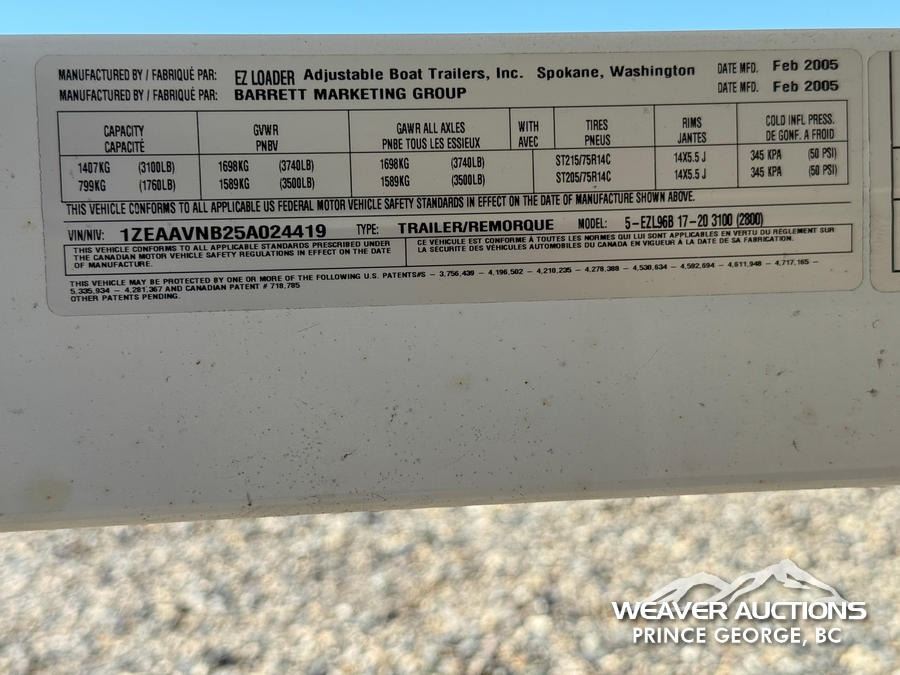 MANUFACTURED BY / FABRIQUÉ PAR: EZ LOADER Adjustable Boat Trailers, Inc. Spokane, Washington DATE MFD. Feb 2005
MANUFACTURED BY / FABRIQUÉ PAR: BARRETT MARKETING GROUP DATE MFD. Feb 2005
CAPACITY GVWR GAWR ALL AXLES WITH TIRES RIMS COLD INFL PRESS.
CAPACITÉ PNBV PNBE TOUS LES ESSIEUX AVEC PNEUS JANTES DE GONF. A FROID
1407KG (3100LB) 1698KG (3740LB) 1698KG (3740LB) ST215/75R14C 14X5.5 J 345 KPA (50 PSI)
799KG (1760LB) 1589KG (3500LB) 1589KG (3500LB) ST205/75R14C 14X5.5 J 345 KPA (50 PSI)
THIS VEHICLE CONFORMS TO ALL APPLICABLE US FEDERAL MOTOR VEHICLE SAFETY STANDARDS IN EFFECT ON THE DATE OF MANUFACTURE SHOWN ABOVE.
VIN/NIV: 1ZEAAVNB25A024419 TYPE: TRAILER/REMORQUE MODEL: 5-EZL96B 17-20 3100 (2800)
THIS VEHICLE CONFORMS TO ALL APPLICABLE STANDARDS PRESCRIBED UNDER
THE CANADIAN MOTOR VEHICLE SAFETY REGULATIONS IN EFFECT ON THE DATE
OF MANUFACTURE.
CE VÉHICULE EST CONFORME À TOUTES LES NORMES QUI LUI SONT APPLICABLES EN VERTU DU RÉGLEMENT SUR
LA SÉCURITÉ DES VÉHICULES AUTOMOBILES DU CANADA EN VIGUEUR À LA DATE DE SA FABRICATION.
THIS VEHICLE MAY BE PROTECTED BY ONE OR MORE OF THE FOLLOWING U.S. PATENTS#S – 3,756,439 – 4,196,502 – 4,210,235 – 4,278,388 – 4,530,634 – 4,592,694 – 4,611,948 – 4,717,165 –
5,335,934 – 4,281,367 AND CANADIAN PATENT # 718,785
OTHER PATENTS PENDING.
WEAVER AUCTIONS
PRINCE GEORGE, BC